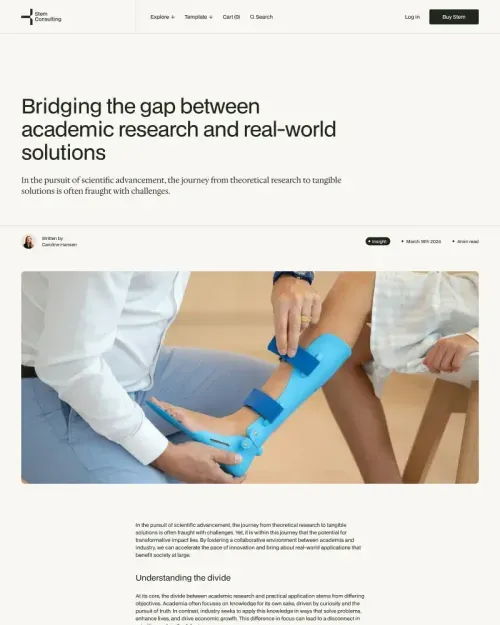 Stem
Consulting
Explore Template Cart (0) Search
Log in Buy Stem
Bridging the gap between
academic research and real-world
solutions
In the pursuit of scientific advancement, the journey from theoretical research to tangible
solutions is often fraught with challenges.
Written by
Insight March 18th 2024 4min read
In the pursuit of scientific advancement, the journey from theoretical research to tangible
solutions is often fraught with challenges. Yet, it is within this journey that the potential for
transformative impact lies. By fostering a collaborative environment between academia and
industry, we can accelerate the pace of innovation and bring about real-world applications that
benefit society at large.
Understanding the divide
At its core, the divide between academic research and practical application stems from differing
objectives. Academia often focuses on knowledge for its own sake, driven by curiosity and the
pursuit of truth. In contrast, industry seeks to apply this knowledge in ways that solve problems,
enhance lives, and drive economic growth. This difference in focus can lead to a disconnect in